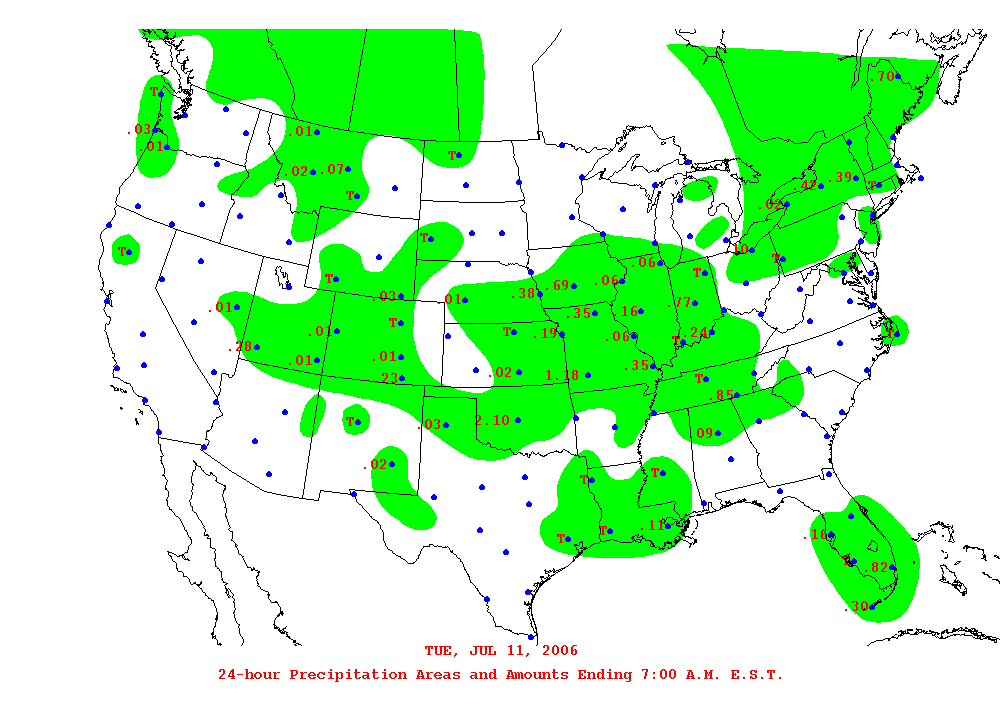 .70
T
.03
.01
.01
T
.02 .07
.49 .39 T
T
.02
T
T
.10
.06
T
T
T
.06
.69
.03
.01
.38
.77
.01
.35
.16
T
.01
T
.19
.24
T
.06
T
.28
.01
.01
.35
.23
.02
1.18
T
.85
T
.03
2.10
.09
.02
T
T
.11
T
T
.16
T
.82
.30
TUE, JUL 11, 2006
24-hour Precipitation Areas and Amounts Ending 7:00 A.M. E.S.T.